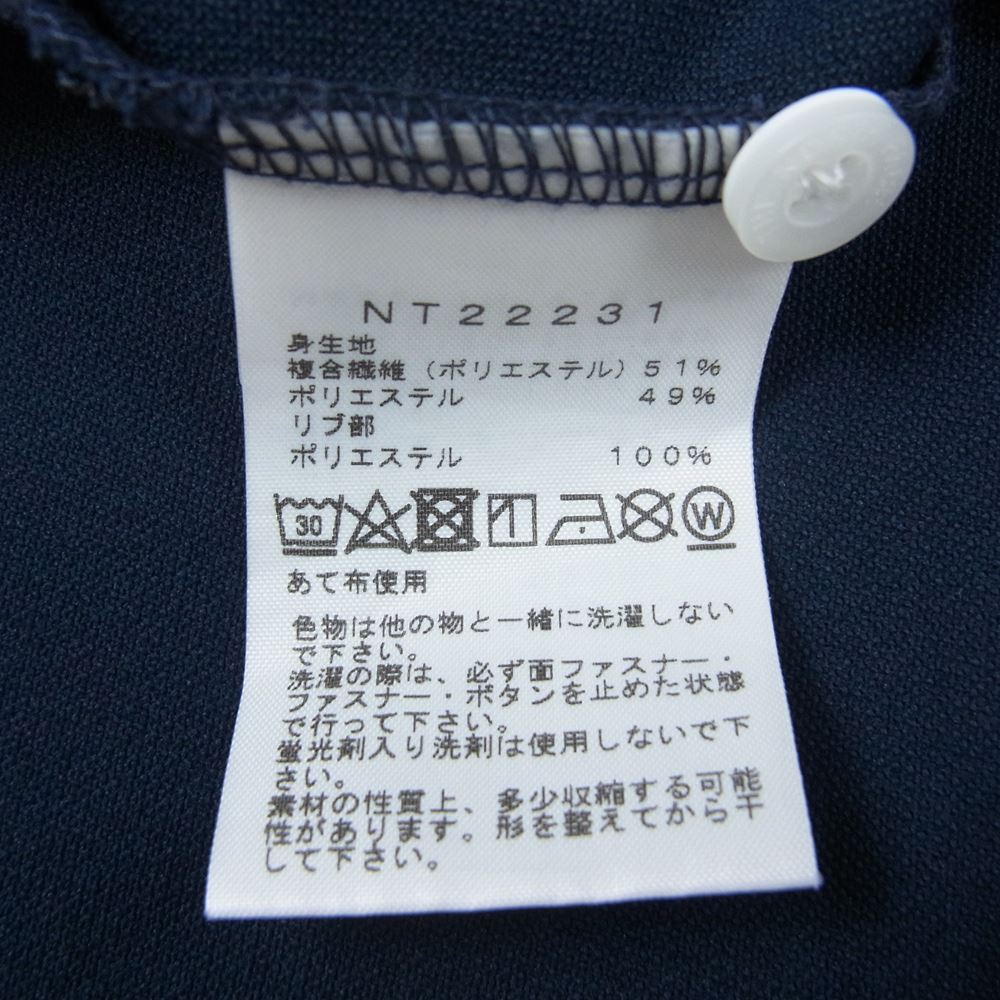 NT22231
身生地
複合繊維（ポリエステル）51%
ポリエステル 49%
リブ部
ポリエステル 100%
30 W
あて布使用
色物は他の物と一緒に洗濯しない
で下さい。
洗濯の際は、必ず面ファスナー・
ファスナー・ボタンを止めた状態
で行って下さい。
蛍光剤入り洗剤は使用しないで下
さい。
素材の性質上、多少収縮する可能
性があります。形を整えてから干
して下さい。